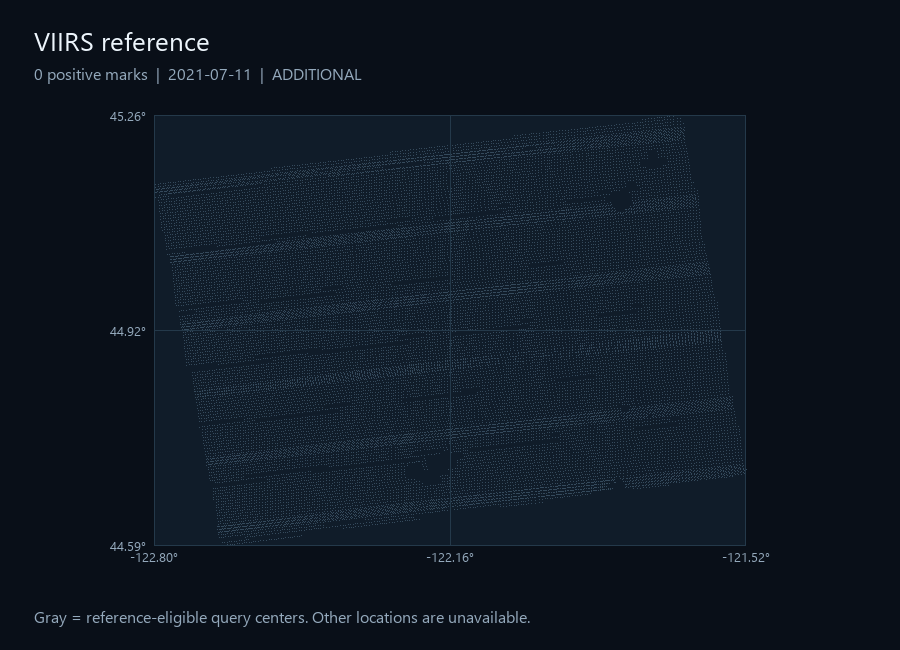 VIIRS reference
0 positive marks | 2021-07-11 | ADDITIONAL
45.26°
44.92°
44.59°
-122.80°
-122.16°
-121.52°
Gray = reference-eligible query centers. Other locations are unavailable.